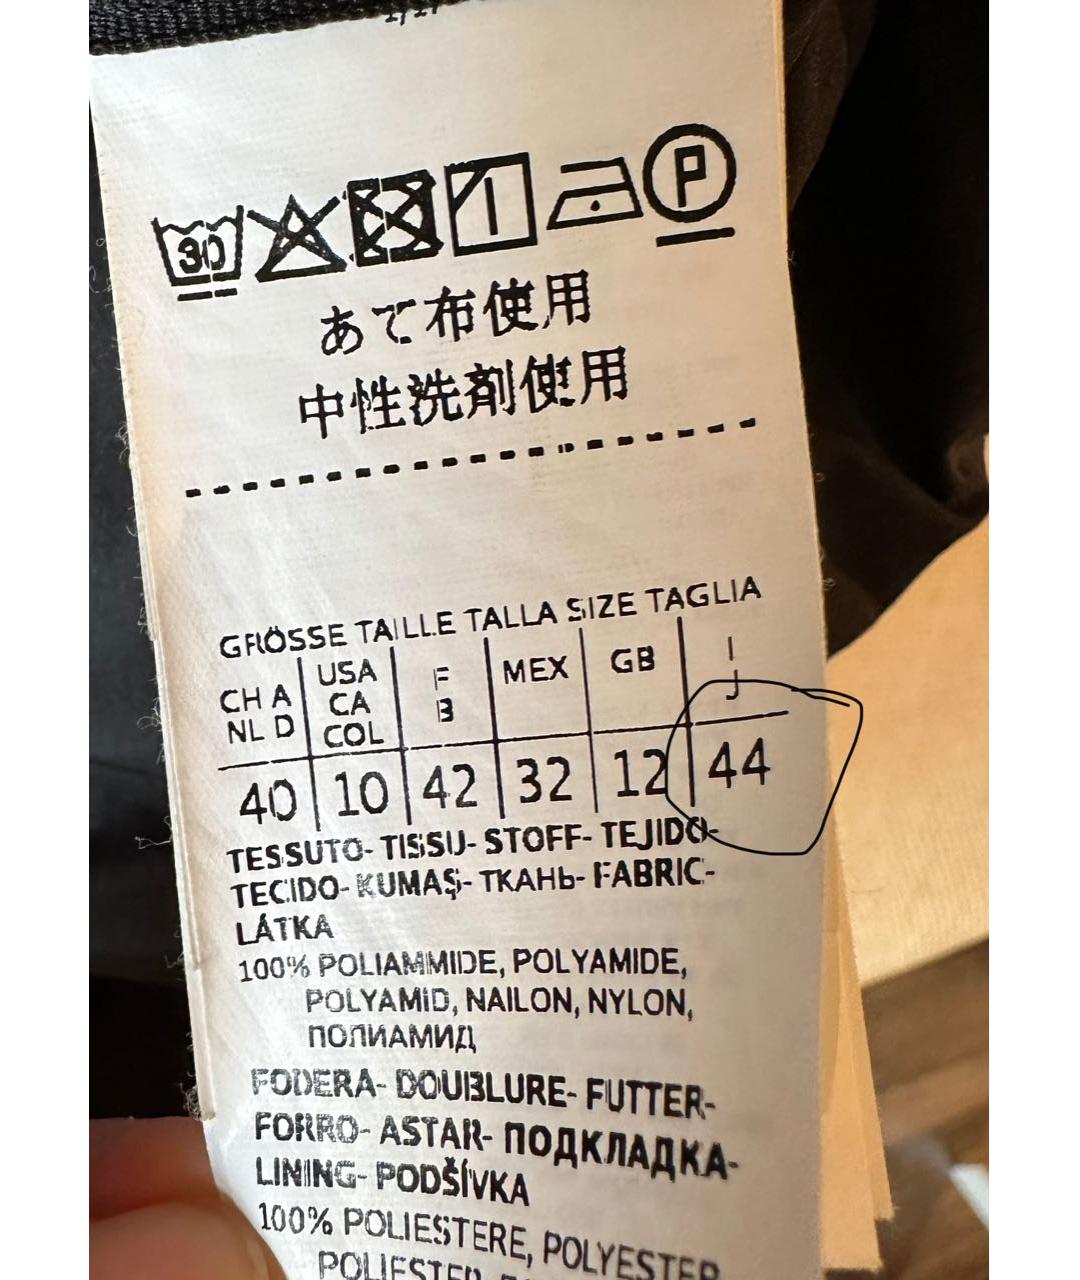 30 P
あて布使用
中性洗剤使用
GRÖSSE TAILLE TALLA SIZE TAGLIA
CH A NL D USA CA COL F B MEX GB I J
40 10 42 32 12 44
TESSUTO- TISSU- STOFF- TEJIDO-
TECIDO- KUMAŞ- ТКАНЬ- FABRIC-
LÁTKA
100% POLIAMMIDE, POLYAMIDE,
POLYAMID, NAILON, NYLON,
ПОЛИАМИД
FODERA- DOUBLURE- FUTTER-
FORRO- ASTAR- ПОДКЛАДКА-
LINING- PODŠÍVKA
100% POLIESTERE, POLYESTER